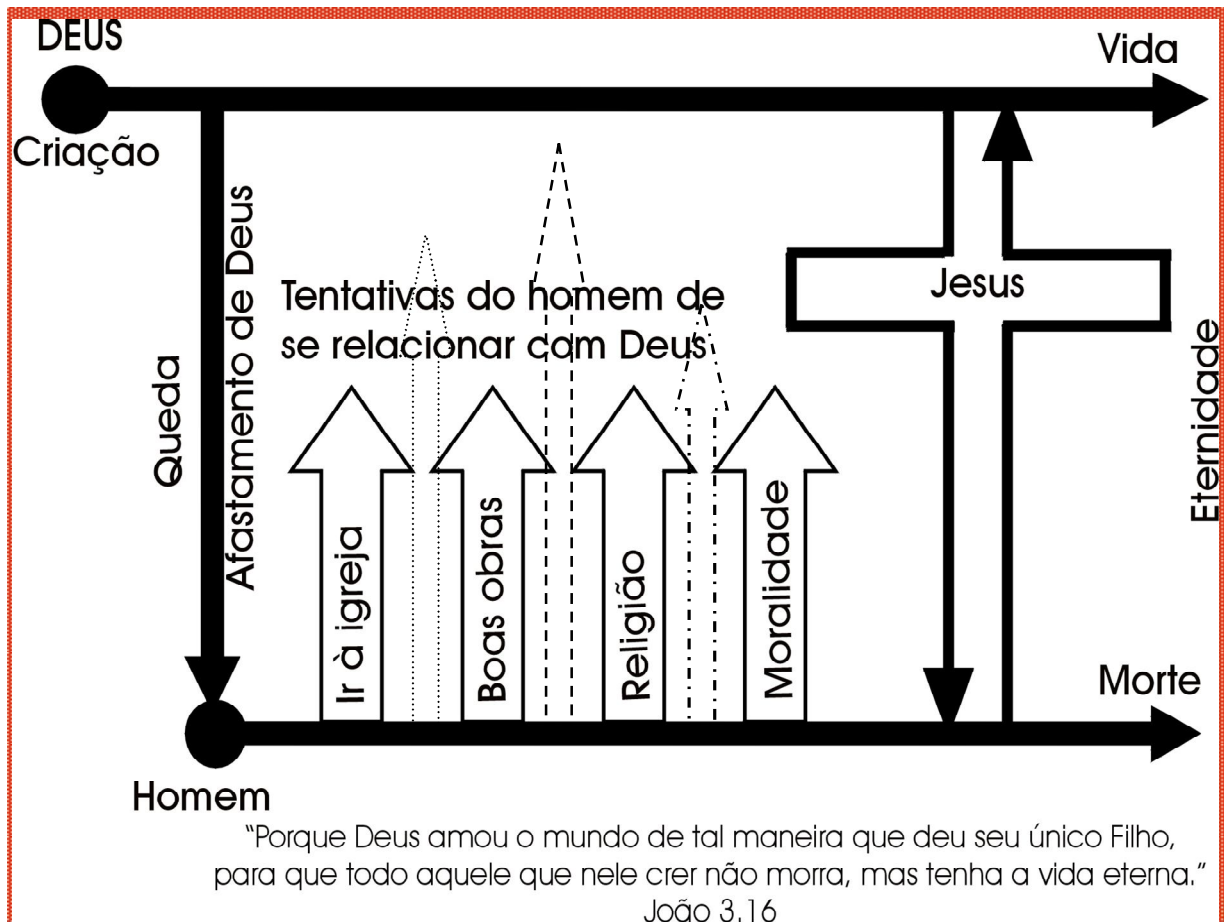 DEUS
Vida
Criação
Queda
Afastamento de Deus
Tentativas do homem de
se relacionar com Deus
Jesus
Eternidade
Ir à igreja
Boas obras
Religião
Moralidade
Morte
Homem
“Porque Deus amou o mundo de tal maneira que deu seu único Filho,
para que todo aquele que nele crer não morra, mas tenha a vida eterna.”
João 3.16